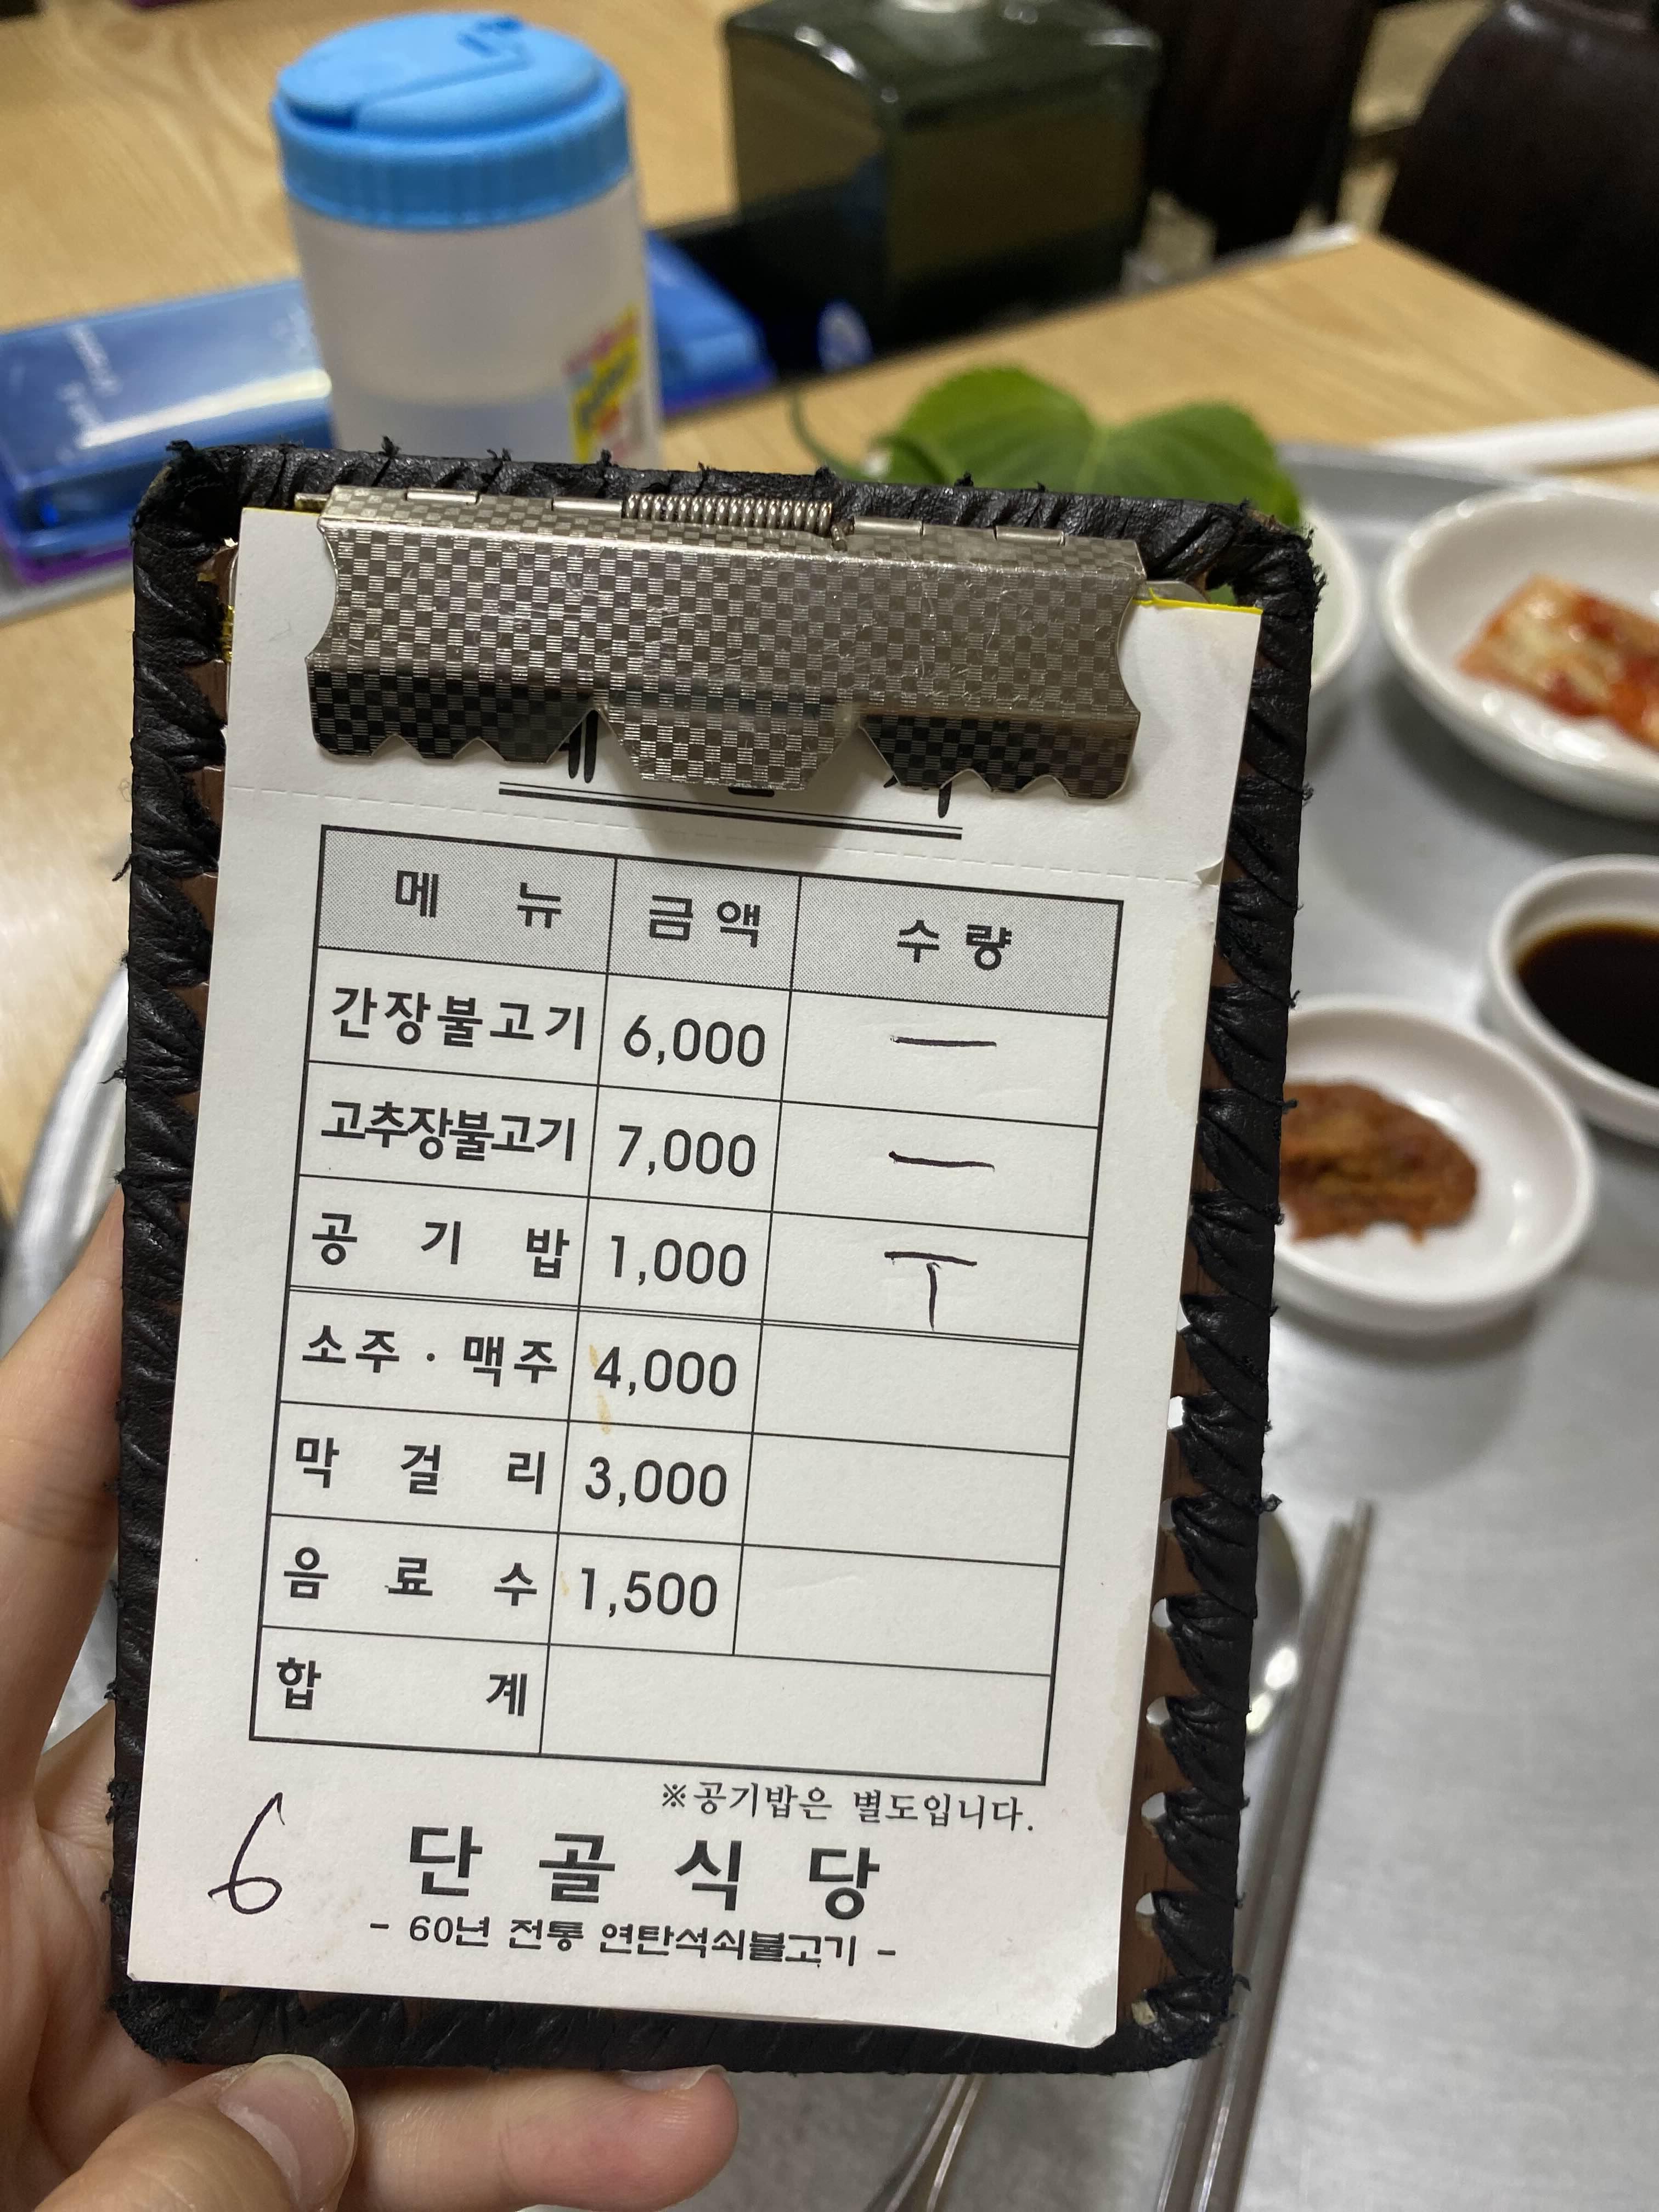 메 뉴 금 액 수 량
간장불고기 6,000 一
고추장불고기 7,000 一
공 기 밥 1,000 丅
소주 · 맥주 4,000
막 걸 리 3,000
음 료 수 1,500
합 계
※공기밥은 별도입니다.
6
단 골 식 당
- 60년 전통 연탄석쇠불고기 -